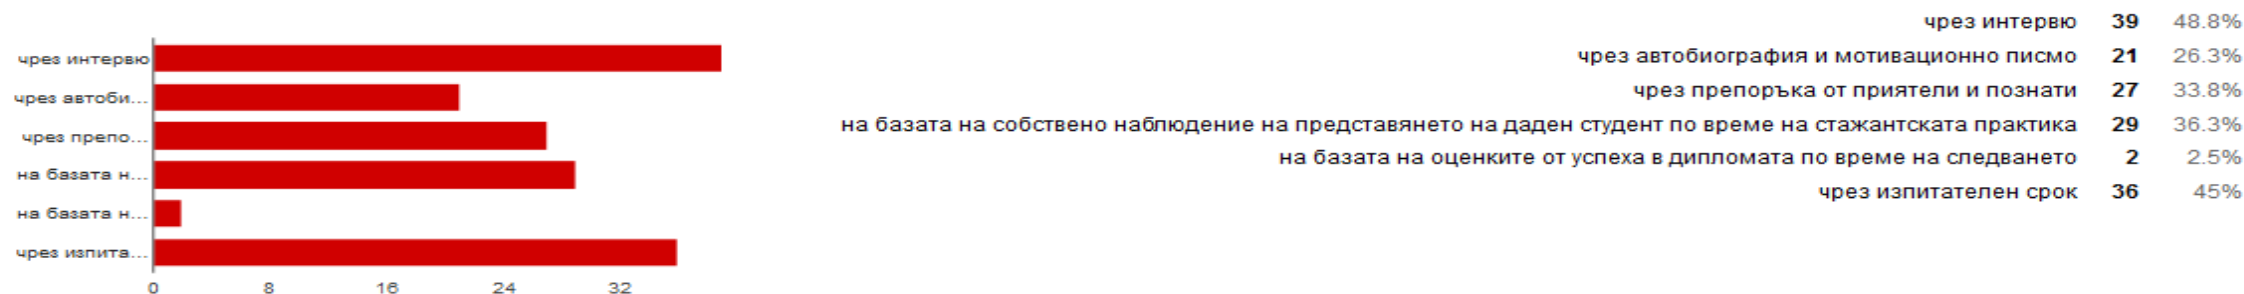 чрез интервю
чрез автоби...
чрез препо...
на базата н...
на базата н...
чрез изпита...
0 8 16 24 32
чрез интервю 39 48.8%
чрез автобиография и мотивационно писмо 21 26.3%
чрез препоръка от приятели и познати 27 33.8%
на базата на собствено наблюдение на представянето на даден студент по време на стажантската практика 29 36.3%
на базата на оценките от успеха в дипломата по време на следването 2 2.5%
чрез изпитателен срок 36 45%